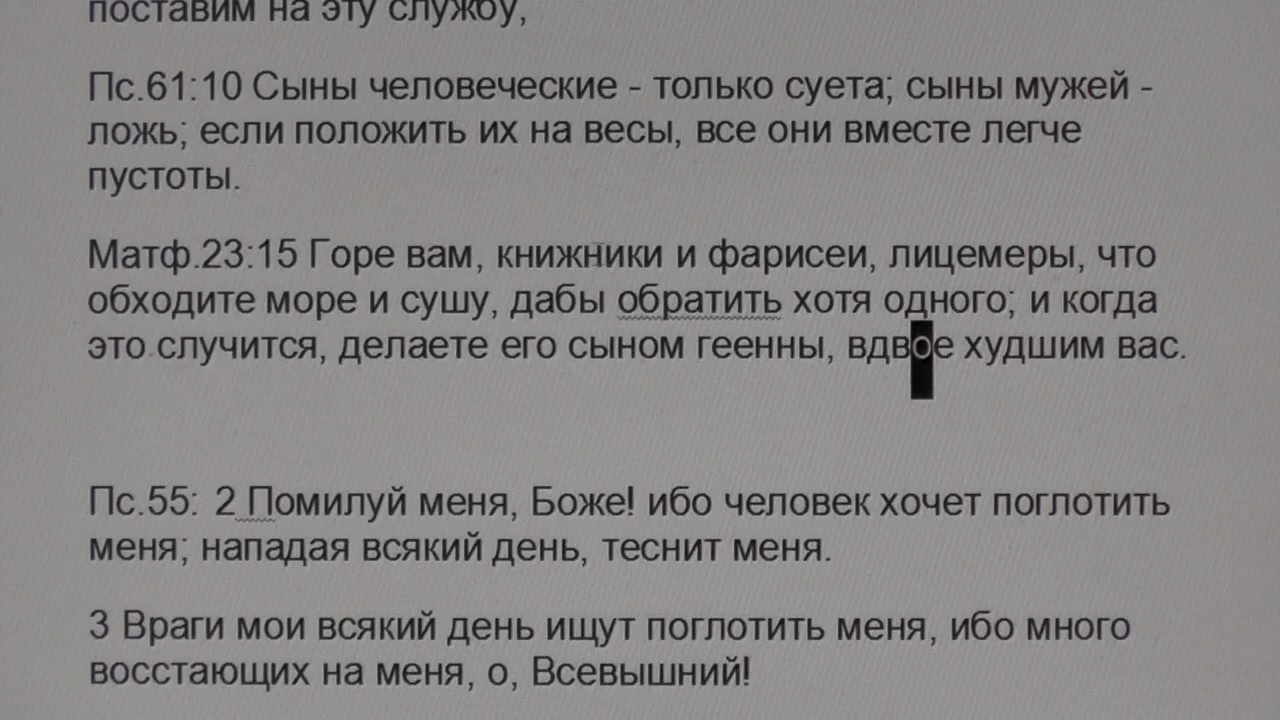 поставим на эту службу,
Пс.61:10 Сыны человеческие - только суета; сыны мужей -
ложь; если положить их на весы, все они вместе легче
пустоты.
Матф.23:15 Горе вам, книжники и фарисеи, лицемеры, что
обходите море и сушу, дабы обратить хотя одного; и когда
это случится, делаете его сыном геенны, вдвое худшим вас.
Пс.55: 2 Помилуй меня, Боже! ибо человек хочет поглотить
меня; нападая всякий день, теснит меня.
3 Враги мои всякий день ищут поглотить меня, ибо много
восстающих на меня, о, Всевышний!